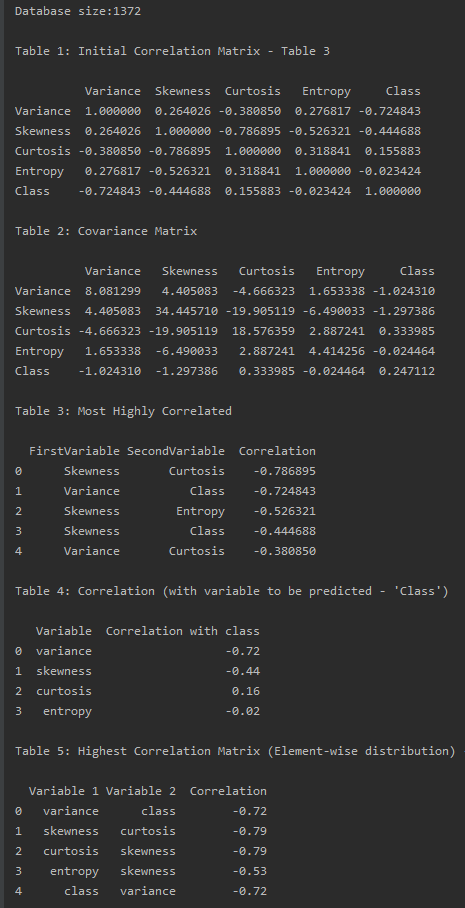 Database size:1372
Table 1: Initial Correlation Matrix - Table 3
Variance Skewness Curtosis Entropy Class
Variance 1.000000 0.264026 -0.380850 0.276817 -0.724843
Skewness 0.264026 1.000000 -0.786895 -0.526321 -0.444688
Curtosis -0.380850 -0.786895 1.000000 0.318841 0.155883
Entropy 0.276817 -0.526321 0.318841 1.000000 -0.023424
Class -0.724843 -0.444688 0.155883 -0.023424 1.000000
Table 2: Covariance Matrix
Variance Skewness Curtosis Entropy Class
Variance 8.081299 4.405083 -4.666323 1.653338 -1.024310
Skewness 4.405083 34.445710 -19.905119 -6.490033 -1.297386
Curtosis -4.666323 -19.905119 18.576359 2.887241 0.333985
Entropy 1.653338 -6.490033 2.887241 4.414256 -0.024464
Class -1.024310 -1.297386 0.333985 -0.024464 0.247112
Table 3: Most Highly Correlated
FirstVariable SecondVariable Correlation
0 Skewness Curtosis -0.786895
1 Variance Class -0.724843
2 Skewness Entropy -0.526321
3 Skewness Class -0.444688
4 Variance Curtosis -0.380850
Table 4: Correlation (with variable to be predicted - 'Class')
Variable Correlation with class
0 variance -0.72
1 skewness -0.44
2 curtosis 0.16
3 entropy -0.02
Table 5: Highest Correlation Matrix (Element-wise distribution) -
Variable 1 Variable 2 Correlation
0 variance class -0.72
1 skewness curtosis -0.79
2 curtosis skewness -0.79
3 entropy skewness -0.53
4 class variance -0.72